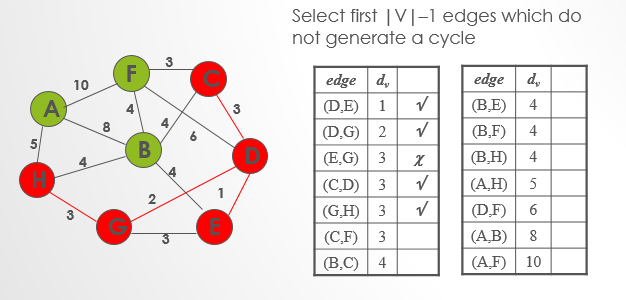 Select first |V|–1 edges which do
not generate a cycle
3
F
C
10
A
4
3
8
4
6
B
5
4
4
D
H
2
1
3
G
E
3
edge dv
(D,E) 1 √
(D,G) 2 √
(E,G) 3 χ
(C,D) 3 √
(G,H) 3 √
(C,F) 3
(B,C) 4
edge dv
(B,E) 4
(B,F) 4
(B,H) 4
(A,H) 5
(D,F) 6
(A,B) 8
(A,F) 10